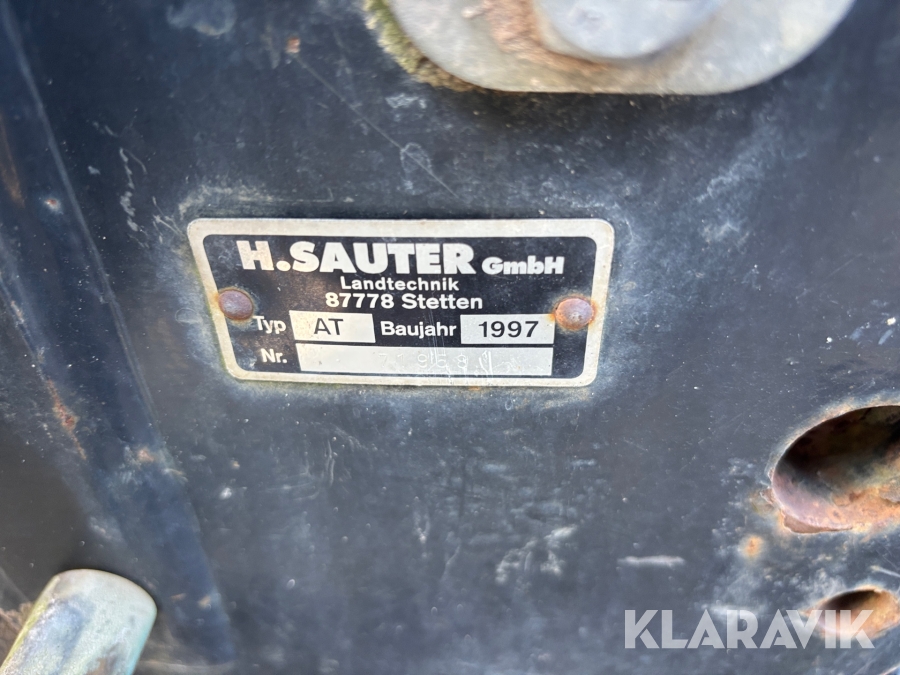 H.SAUTER GmbH
Landtechnik
87778 Stetten
Typ AT Baujahr 1997
Nr.
KLARAVIK